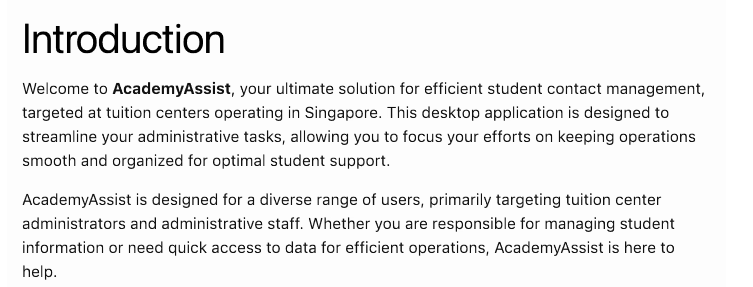 Introduction
Welcome to AcademyAssist, your ultimate solution for efficient student contact management,
targeted at tuition centers operating in Singapore. This desktop application is designed to
streamline your administrative tasks, allowing you to focus your efforts on keeping operations
smooth and organized for optimal student support.
AcademyAssist is designed for a diverse range of users, primarily targeting tuition center
administrators and administrative staff. Whether you are responsible for managing student
information or need quick access to data for efficient operations, AcademyAssist is here to
help.